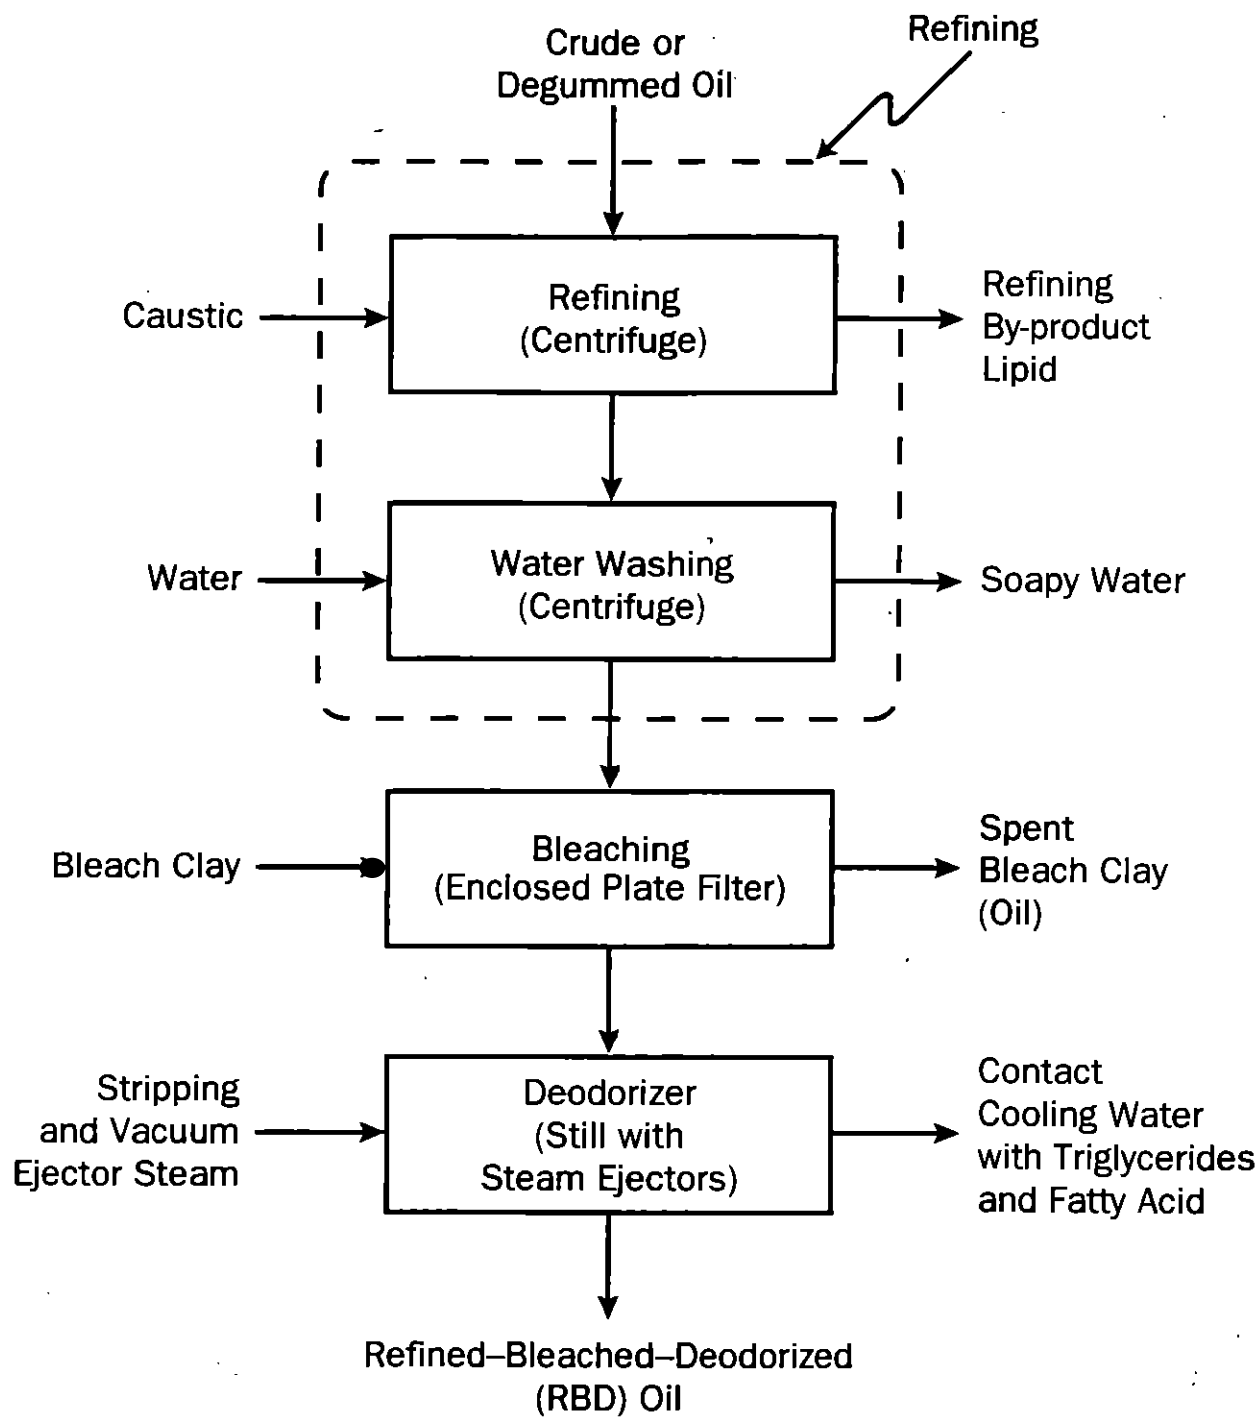 Refining
Crude or
Degummed Oil
Caustic
Refining
(Centrifuge)
Refining
By-product
Lipid
Water
Water Washing
(Centrifuge)
Soapy Water
Bleach Clay
Bleaching
(Enclosed Plate Filter)
Spent
Bleach Clay
(Oil)
Stripping
and Vacuum
Ejector Steam
Deodorizer
(Still with
Steam Ejectors)
Contact
Cooling Water
with Triglycerides
and Fatty Acid
Refined–Bleached–Deodorized
(RBD) Oil